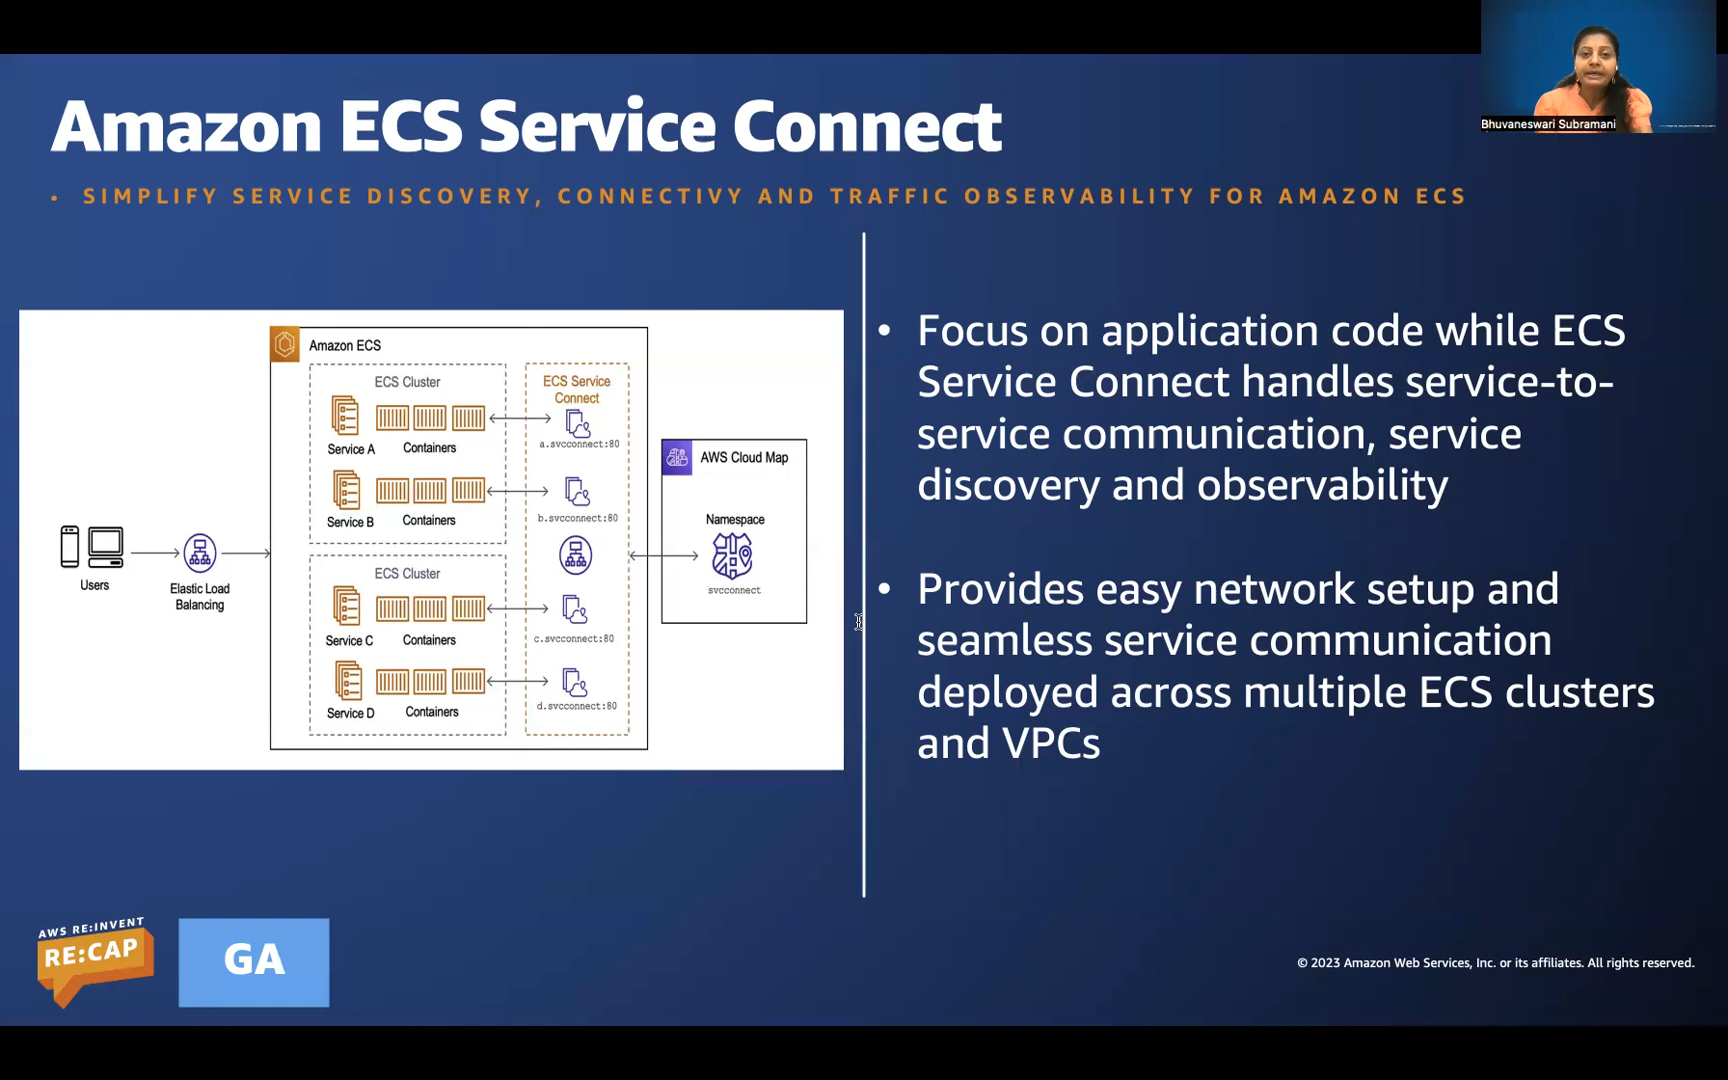 Bhuvaneswari Subramani
Amazon ECS Service Connect
• SIMPLIFY SERVICE DISCOVERY, CONNECTIVY AND TRAFFIC OBSERVABILITY FOR AMAZON ECS
Users
Elastic Load
Balancing
Amazon ECS
ECS Cluster
Service A
Containers
Service B
Containers
ECS Cluster
Service C
Containers
Service D
Containers
ECS Service
Connect
a.svcconnect:80
b.svcconnect:80
c.svcconnect:80
d.svcconnect:80
AWS Cloud Map
Namespace
svcconnect
• Focus on application code while ECS
Service Connect handles service-to-
service communication, service
discovery and observability
• Provides easy network setup and
seamless service communication
deployed across multiple ECS clusters
and VPCs
AWS RE:INVENT
RE:CAP
GA
© 2023 Amazon Web Services, Inc. or its affiliates. All rights reserved.